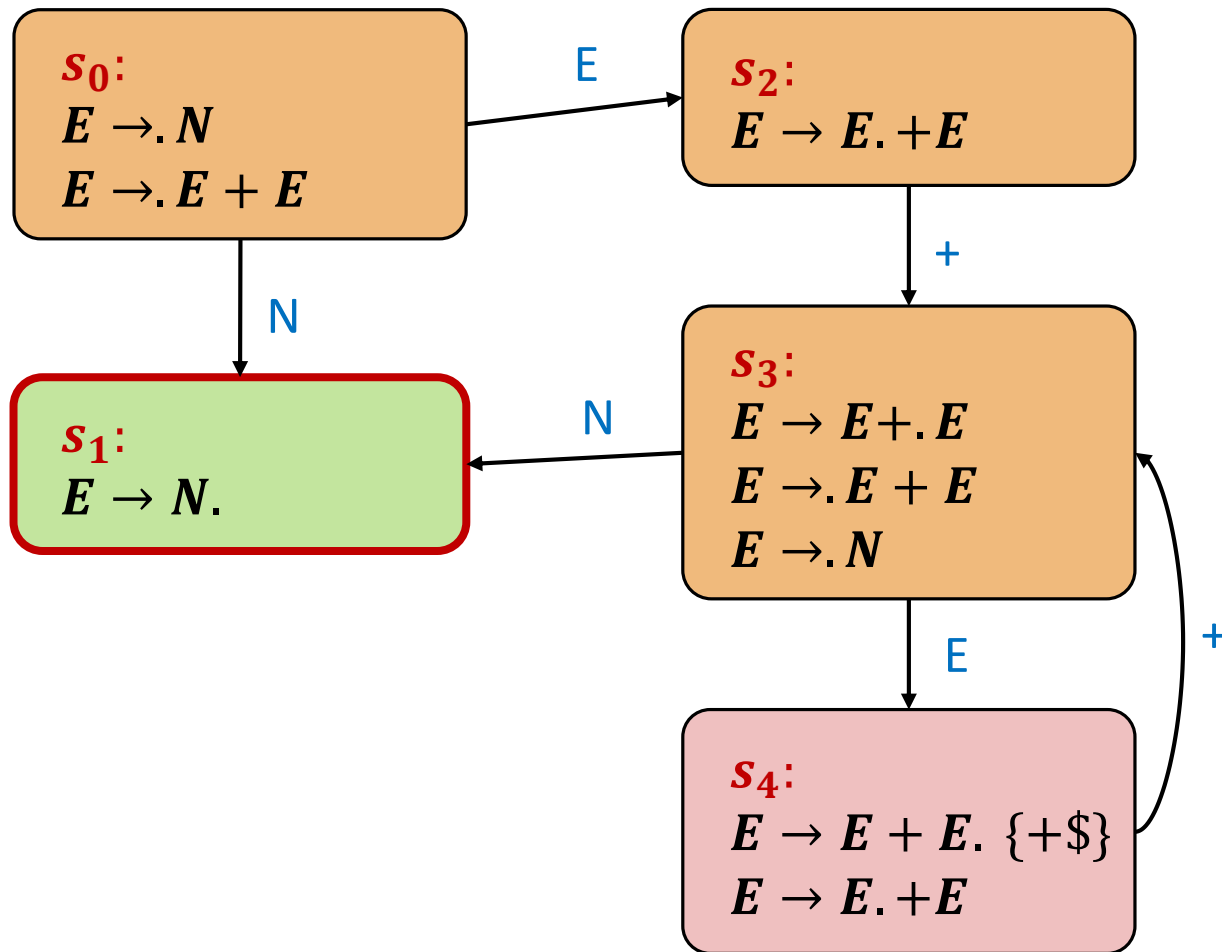 s₀:
E →. N
E →. E + E
E
s₂:
E → E. +E
N
+
s₁:
E → N.
N
s₃:
E → E+. E
E →. E + E
E →. N
E
+
s₄:
E → E + E. {+$}
E → E. +E